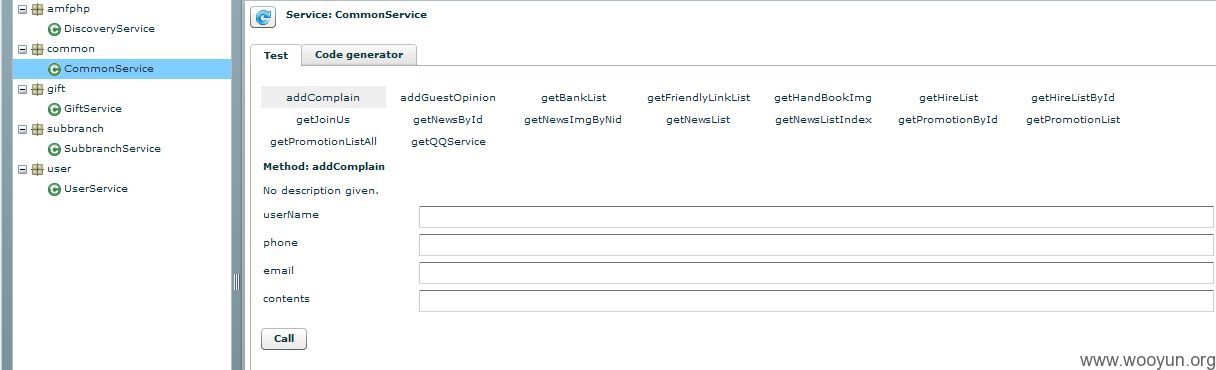 amfphp
DiscoveryService
common
CommonService
gift
GiftService
subbranch
SubbranchService
user
UserService
Service: CommonService
Test Code generator
addComplain addGuestOpinion getBankList getFriendlyLinkList getHandBookImg getHireList getHireListById
getJoinUs getNewsById getNewsImgByNid getNewsList getNewsListIndex getPromotionById getPromotionList
getPromotionListAll getQQService
Method: addComplain
No description given.
userName
phone
email
contents
Call
www.wooyun.org